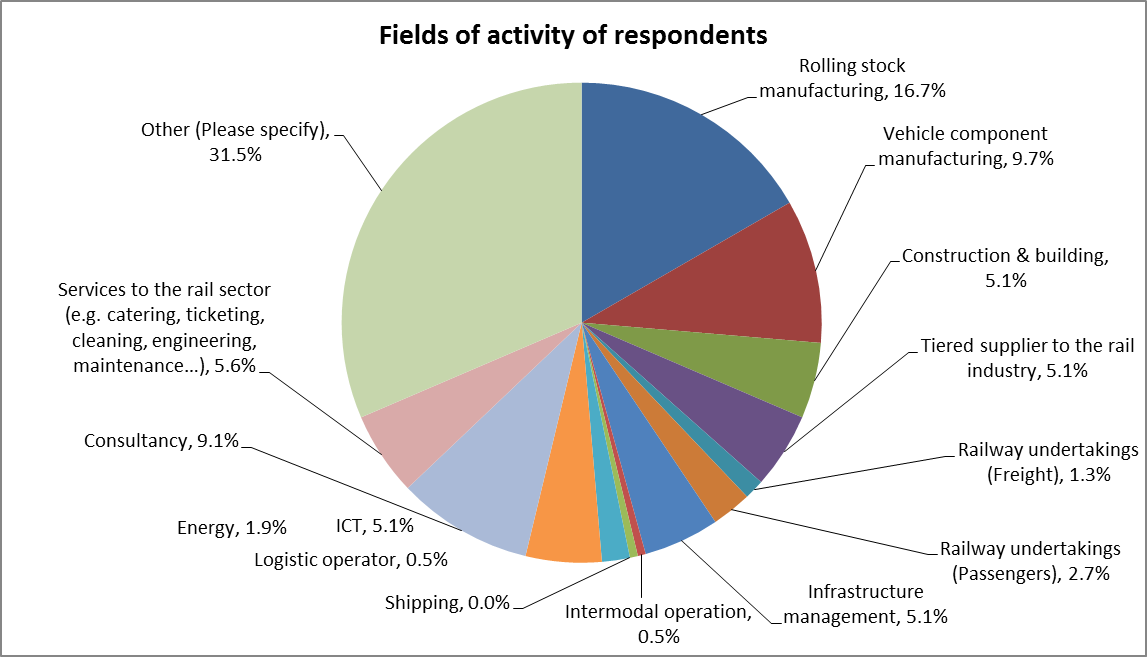 Fields of activity of respondents
Rolling stock
manufacturing, 16.7%
Vehicle component
manufacturing, 9.7%
Construction & building,
5.1%
Tiered supplier to the rail
industry, 5.1%
Railway undertakings
(Freight), 1.3%
Railway undertakings
(Passengers), 2.7%
Infrastructure
management, 5.1%
Intermodal operation,
0.5%
Shipping, 0.0%
Logistic operator, 0.5%
Energy, 1.9%
ICT, 5.1%
Consultancy, 9.1%
Services to the rail sector
(e.g. catering, ticketing,
cleaning, engineering,
maintenance...), 5.6%
Other (Please specify),
31.5%